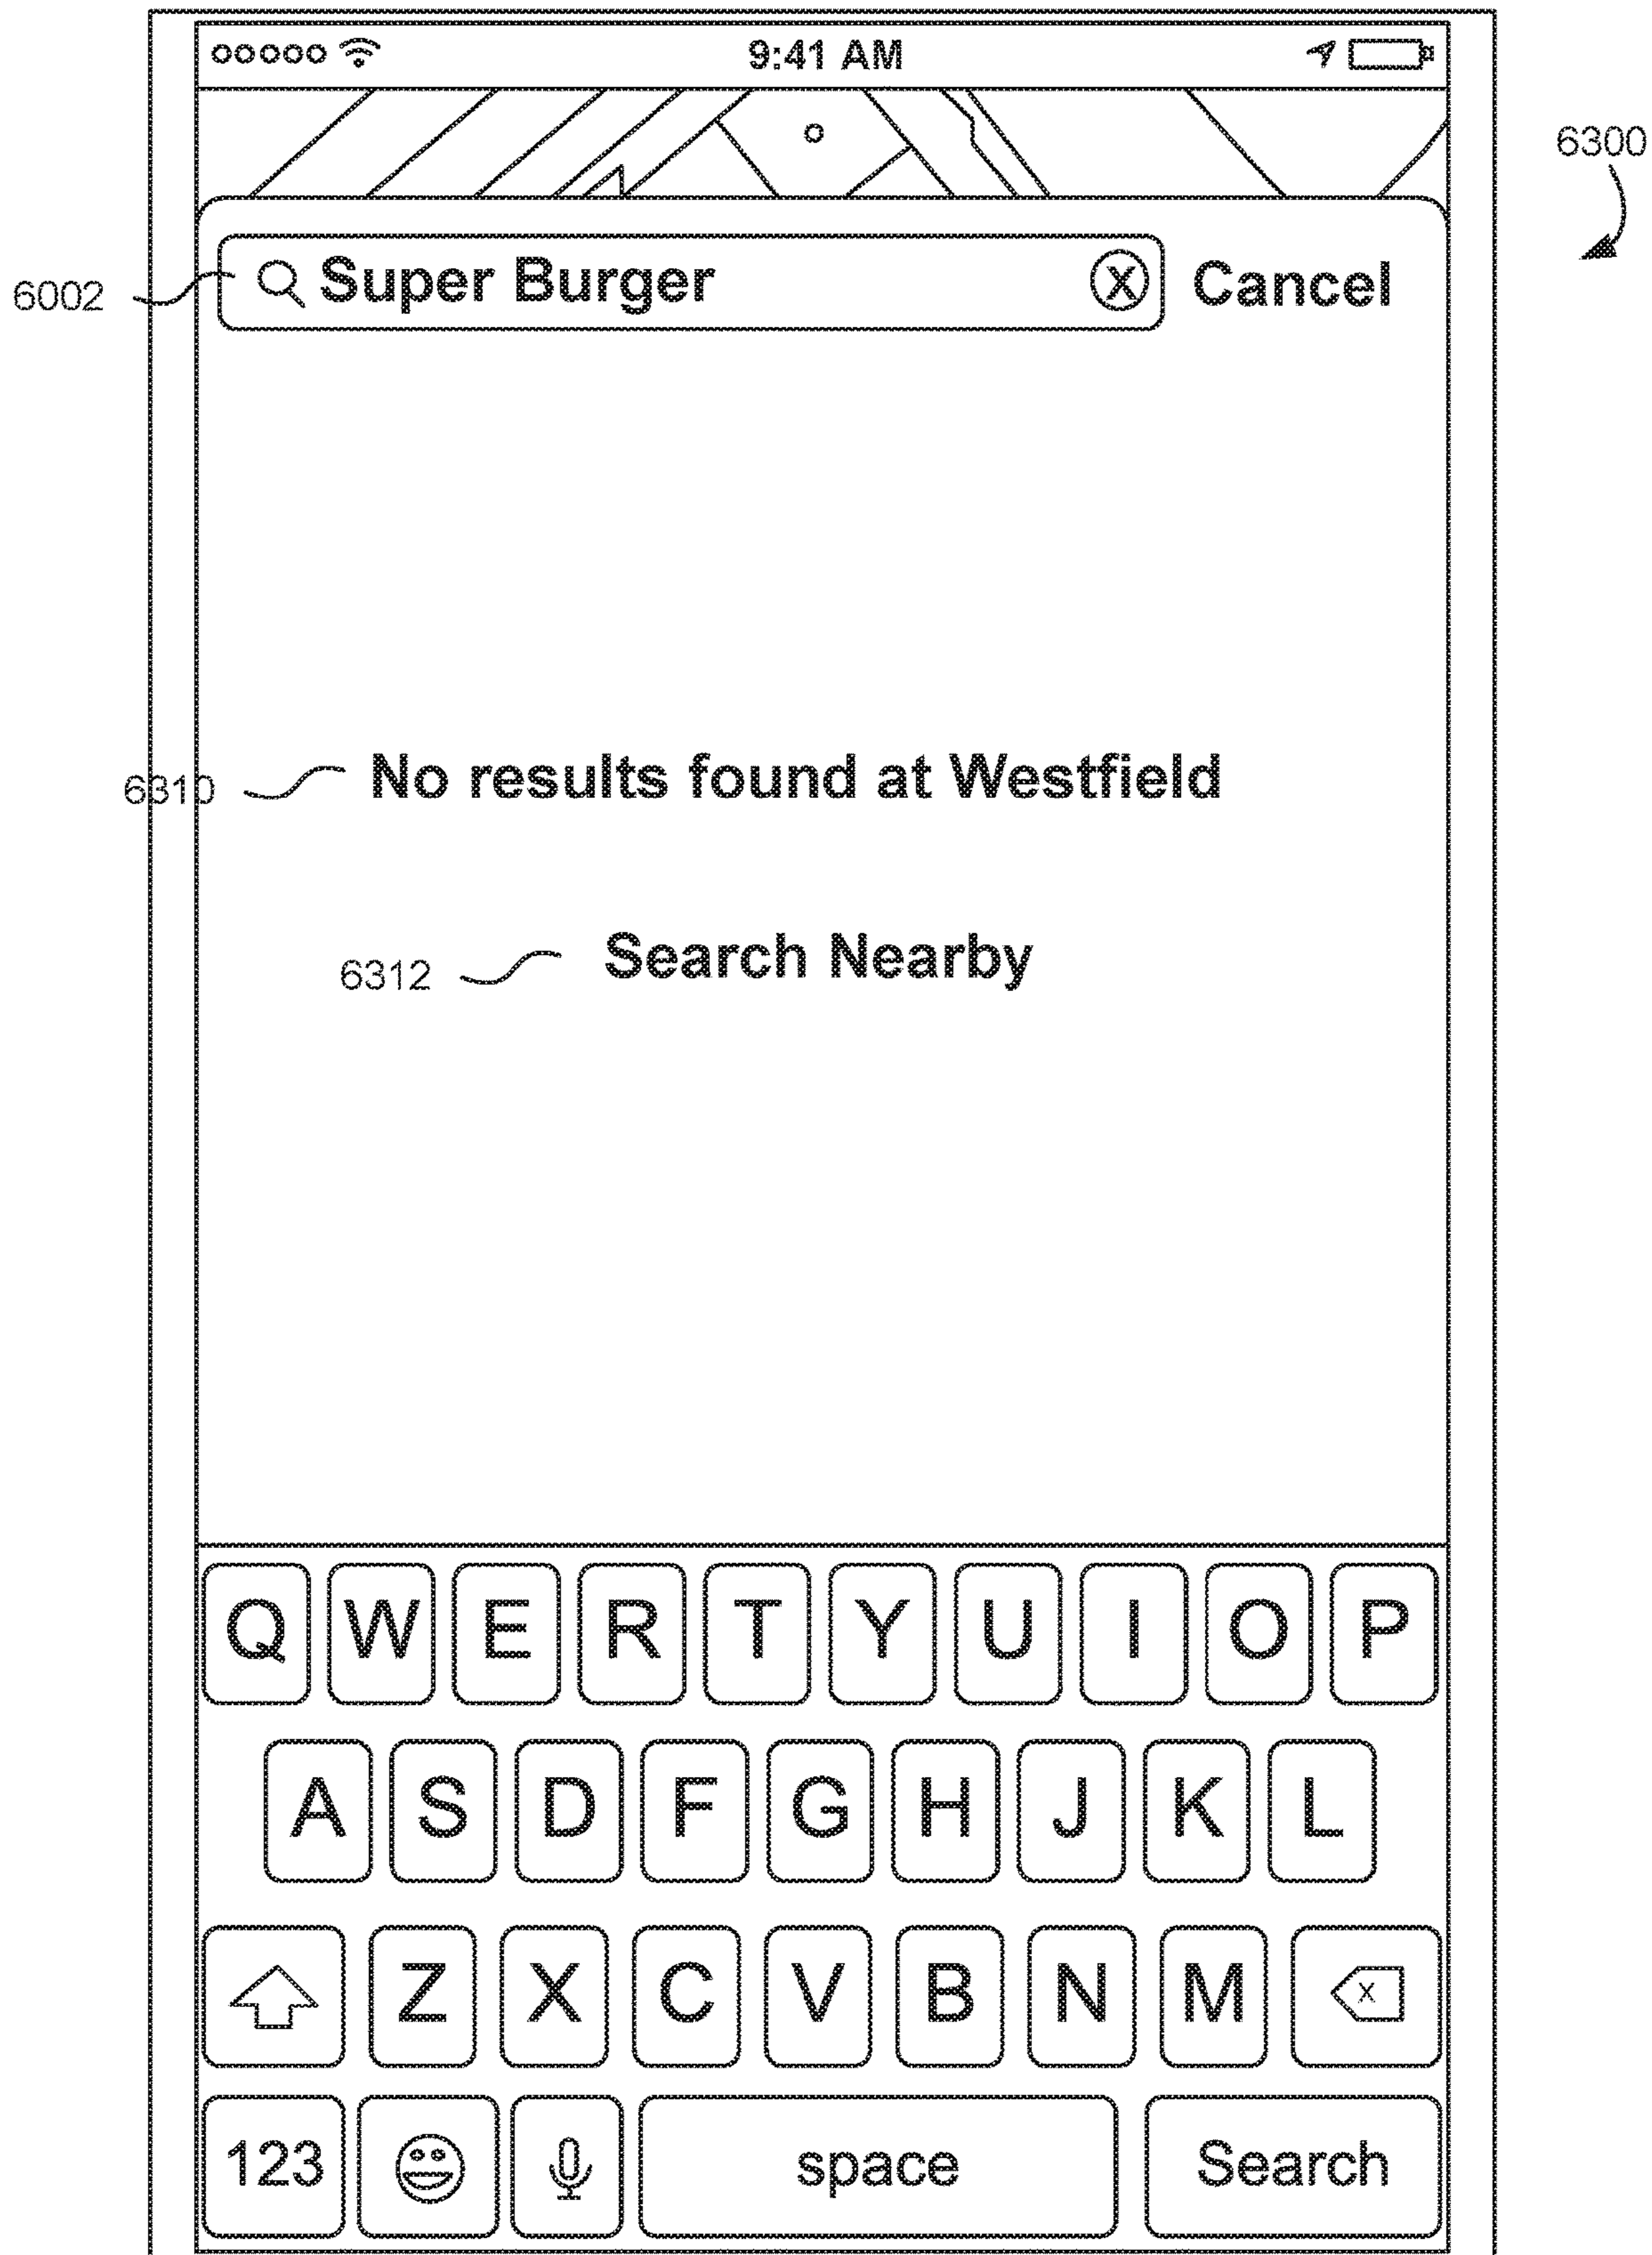 9:41 AM
6300
6002 Super Burger X Cancel
6310 No results found at Westfield
6312 Search Nearby
Q W E R T Y U I O P
A S D F G H J K L
Z X C V B N M X
123 space Search